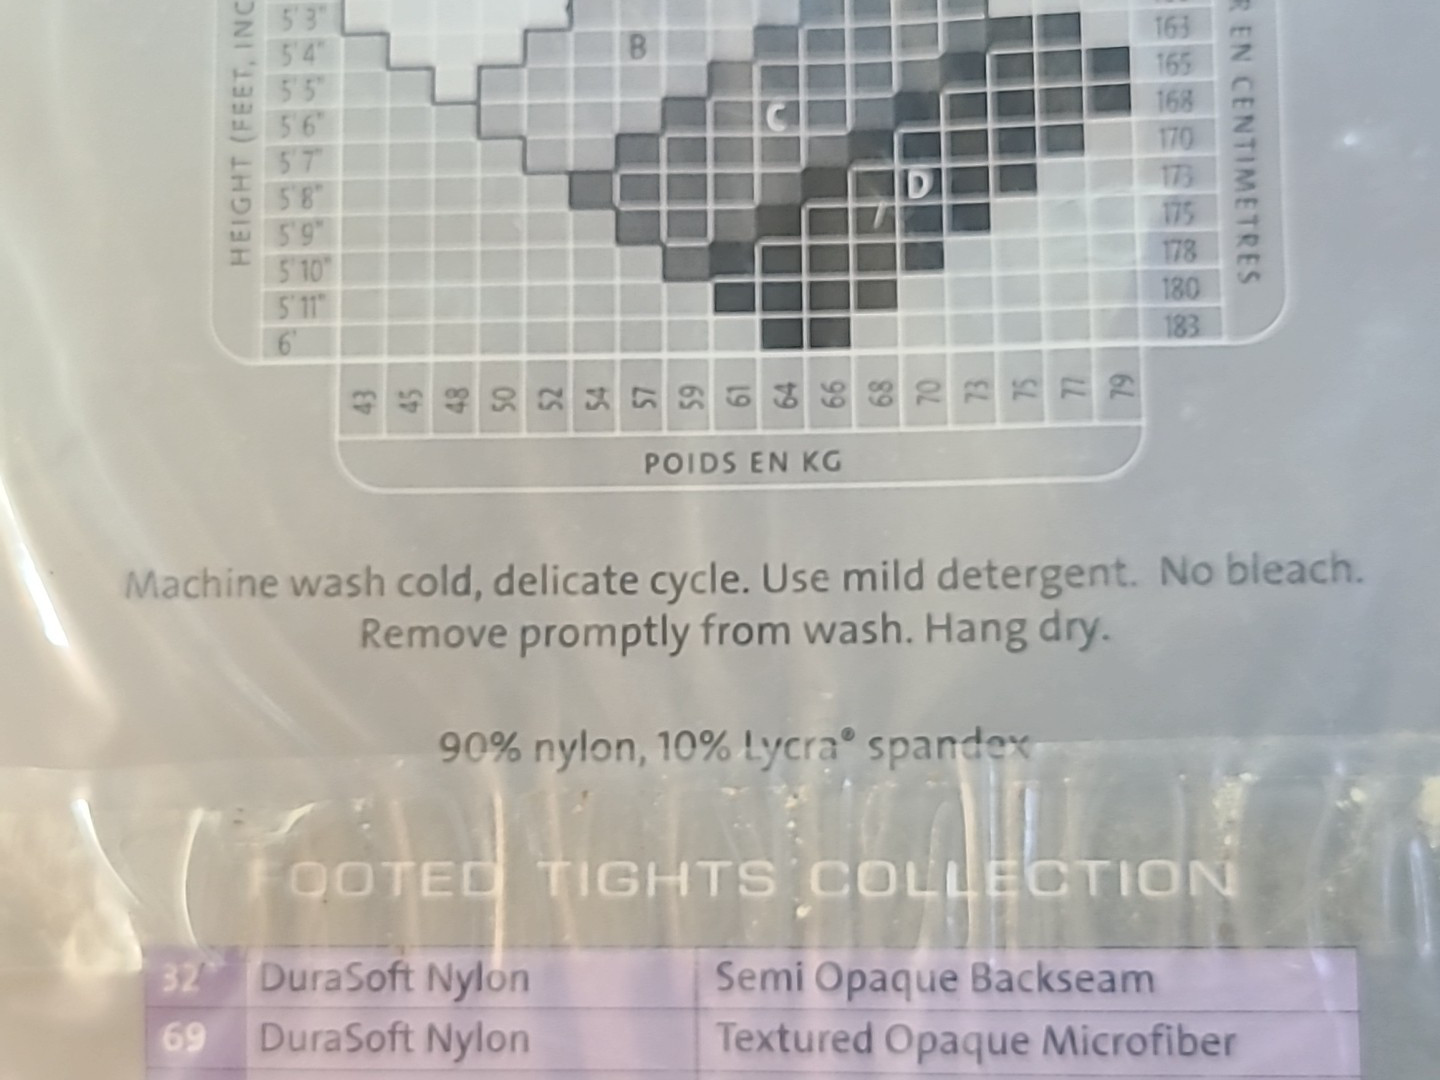 HEIGHT (FEET, INC
5'3"
5'4"
5'5"
5'6"
5'7"
5'8"
5'9"
5'10"
5'11"
6'
B
C
D
163
165
168
170
173
175
178
180
183
R EN CENTIMETRES
43 45 48 50 52 54 57 59 61 64 66 68 70 73 75 77 79
POIDS EN KG
Machine wash cold, delicate cycle. Use mild detergent. No bleach.
Remove promptly from wash. Hang dry.
90% nylon, 10% Lycra® spandex
FOOTED TIGHTS COLLECTION
32 DuraSoft Nylon Semi Opaque Backseam
69 DuraSoft Nylon Textured Opaque Microfiber